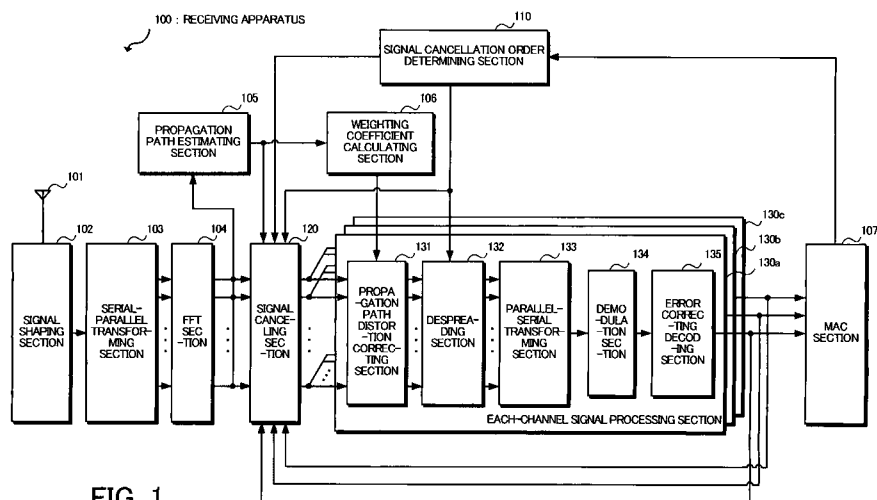 100 : RECEIVING APPARATUS
110
SIGNAL CANCELLATION ORDER
DETERMINING SECTION
105
PROPAGATION
PATH ESTIMATING
SECTION
106
WEIGHTING
COEFFICIENT
CALCULATING
SECTION
101
102
SIGNAL
SHAPING
SECTION
103
SERIAL-
PARALLEL
TRANSFOR-
MING SECTION
104
FFT SEC
-TION
120
SIGNAL
CANCE-
LING
SEC
-TION
130c
130b
130a
131
PROPA
-GATION
PATH
DISTOR
-TION
CORREC-
TING SECTION
132
DESPREA-
DING SECTION
133
PARALLEL-
SERIAL
TRANSFOR-
MING SECTION
134
DEMO
-DULA
-TION
SEC
-TION
135
ERROR
CORREC-
TING
DECOD
-ING
SECTION
EACH-CHANNEL SIGNAL PROCESSING SECTION
107
MAC
SECTION
FIG. 1